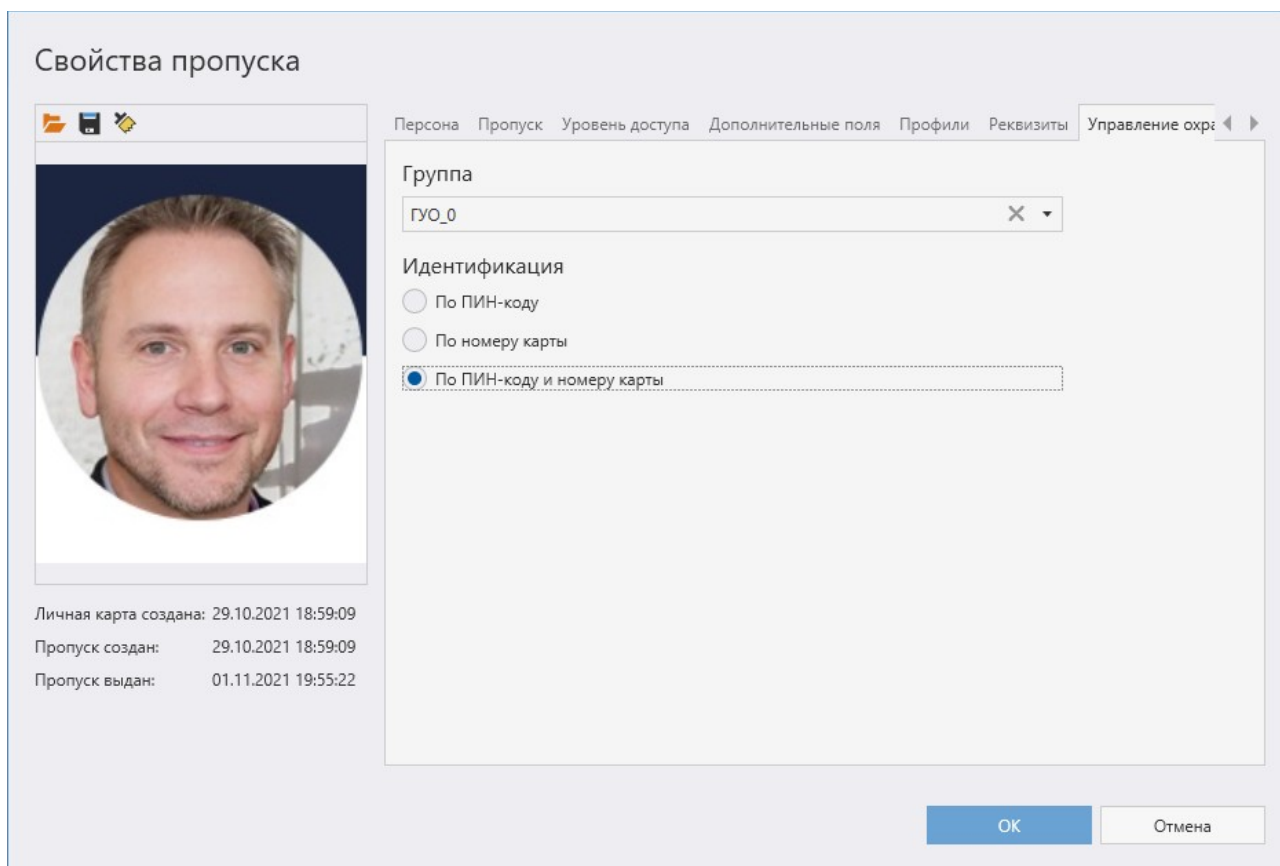 Свойства пропуска
Персона Пропуск Уровень доступа Дополнительные поля Профили Реквизиты Управление охра
Группа
ГУО_0
Идентификация
По ПИН-коду
По номеру карты
По ПИН-коду и номеру карты
Личная карта создана: 29.10.2021 18:59:09
Пропуск создан: 29.10.2021 18:59:09
Пропуск выдан: 01.11.2021 19:55:22
ОК Отмена